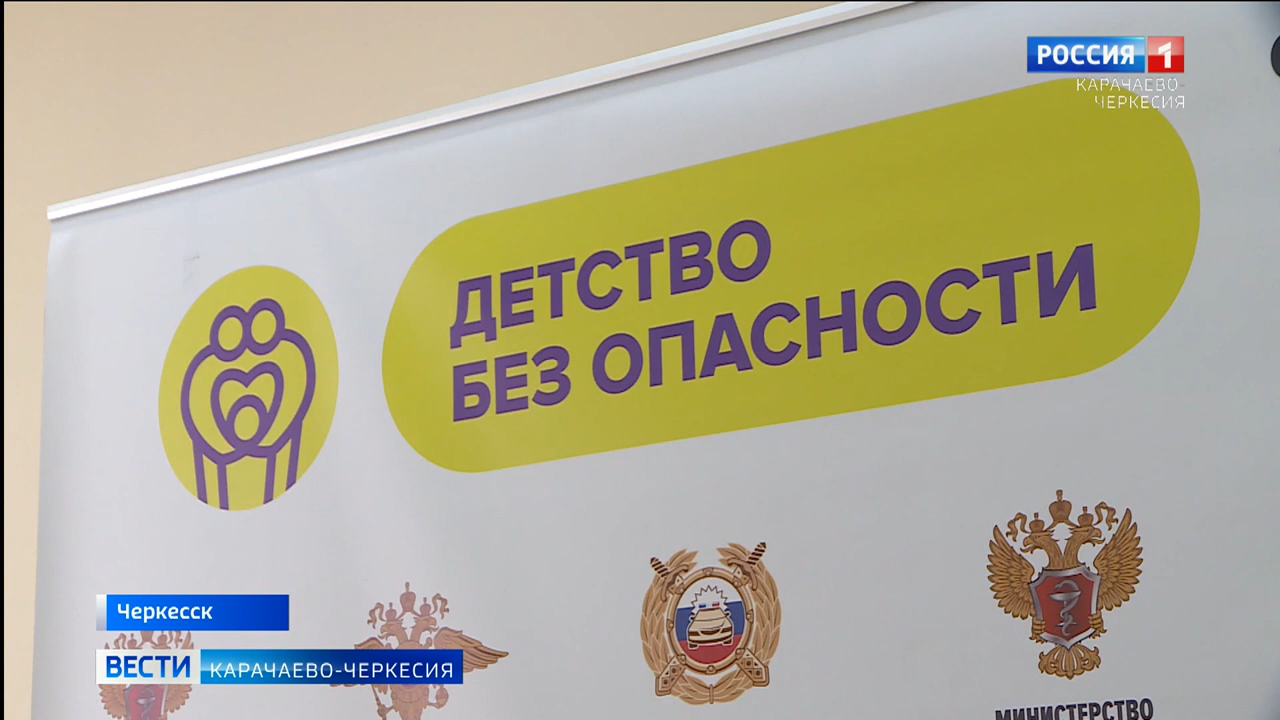 РОССИЯ 1
КАРАЧАЕВО-
ЧЕРКЕСИЯ
ДЕТСТВО
БЕЗ ОПАСНОСТИ
Черкесск
ВЕСТИ КАРАЧАЕВО-ЧЕРКЕСИЯ
МИНИСТЕРСТВО